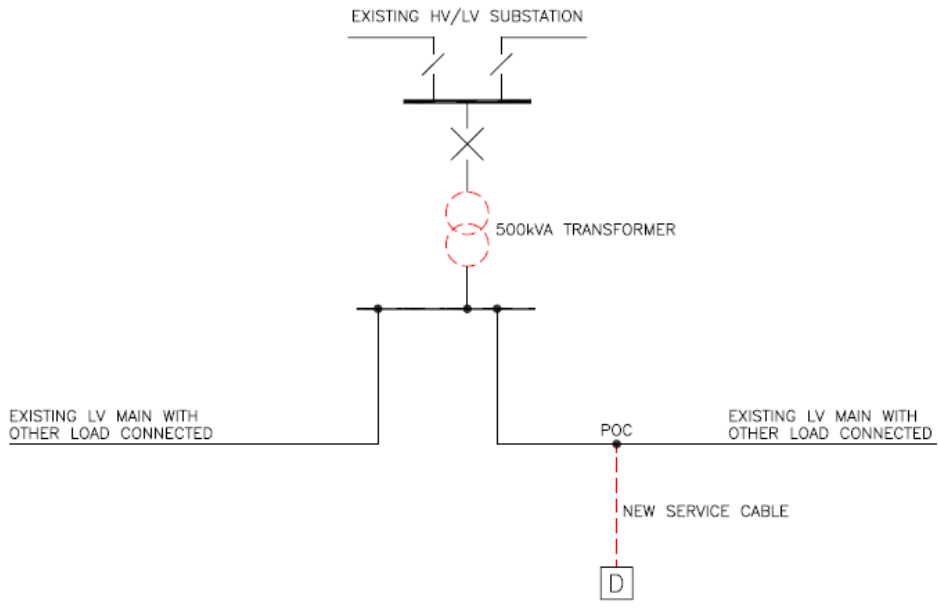 EXISTING HV/LV SUBSTATION
500kVA TRANSFORMER
EXISTING LV MAIN WITH
OTHER LOAD CONNECTED
POC
EXISTING LV MAIN WITH
OTHER LOAD CONNECTED
NEW SERVICE CABLE
D